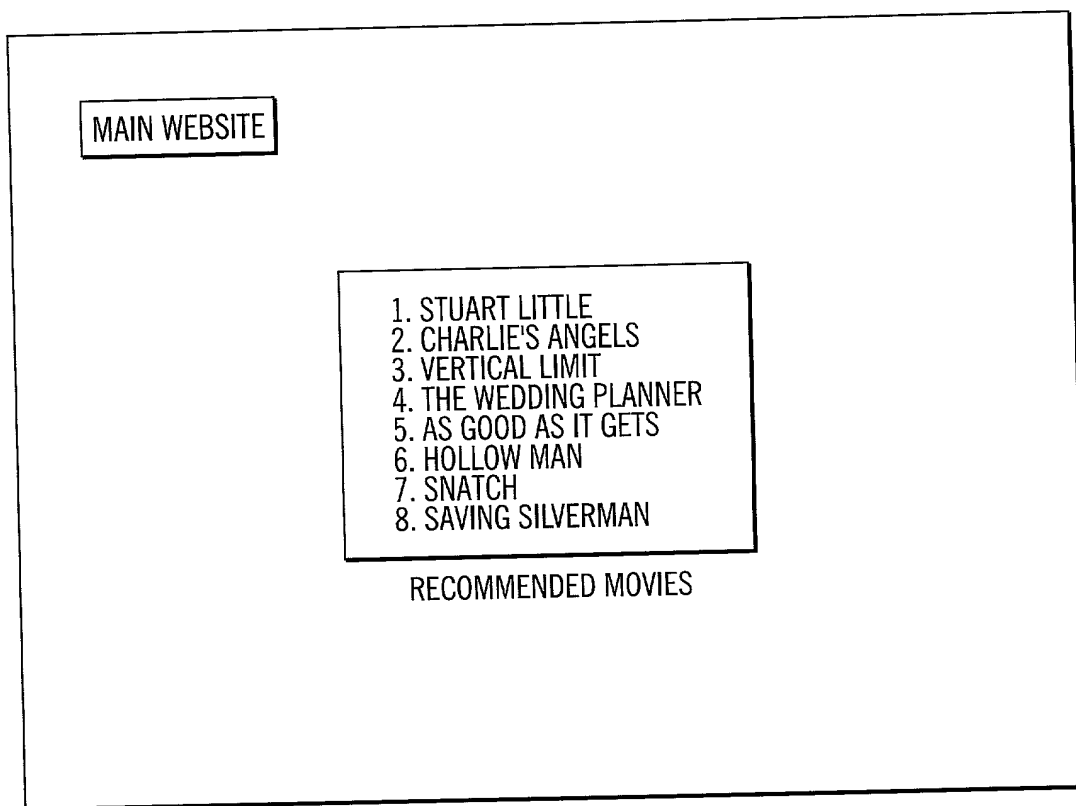 MAIN WEBSITE
1. STUART LITTLE
2. CHARLIE'S ANGELS
3. VERTICAL LIMIT
4. THE WEDDING PLANNER
5. AS GOOD AS IT GETS
6. HOLLOW MAN
7. SNATCH
8. SAVING SILVERMAN
RECOMMENDED MOVIES